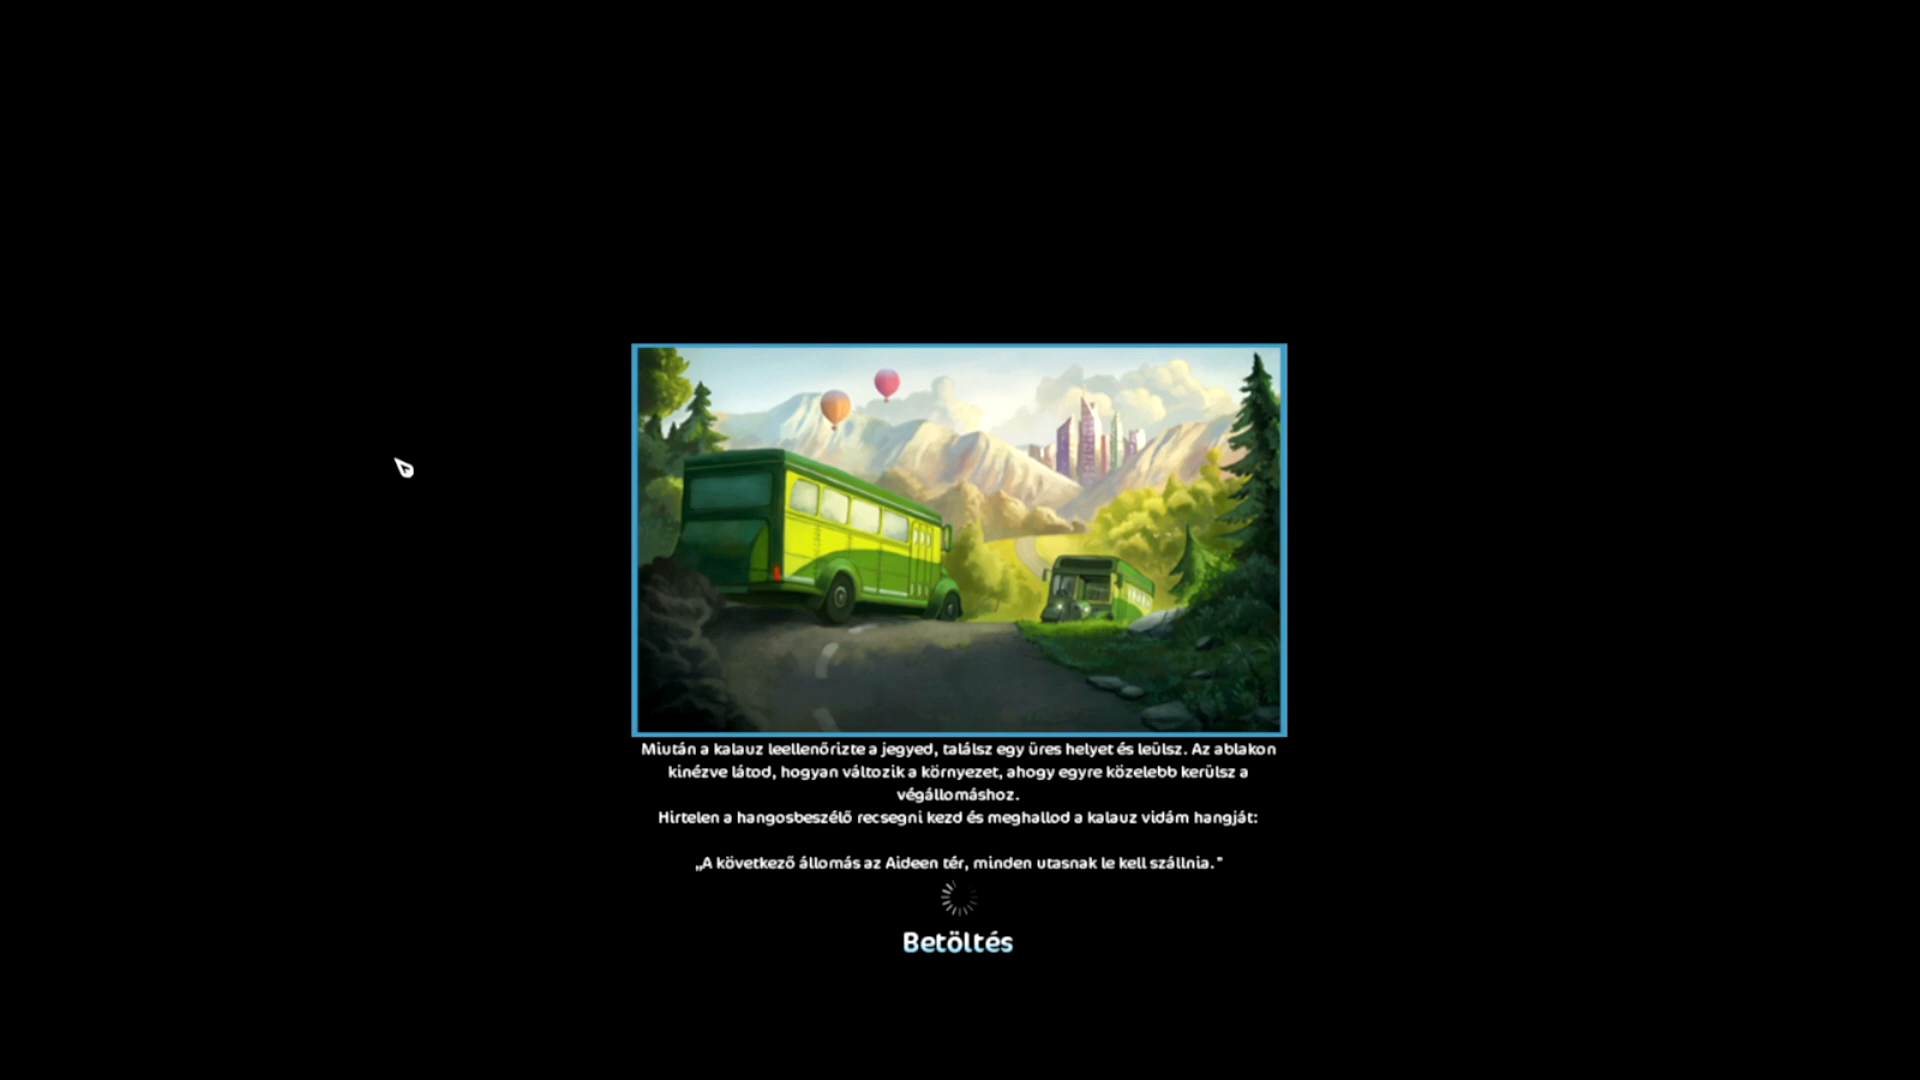 Miután a kalauz leellenőrizte a jegyed, találsz egy üres helyet és leülsz. Az ablakon
kinézve látod, hogyan változik a környezet, ahogy egyre közelebb kerülsz a
végállomáshoz.
Hirtelen a hangosbeszélő recsegni kezd és meghallod a kalauz vidám hangját:
„A következő állomás az Aideen tér, minden utasnak le kell szállnia.”
Betöltés